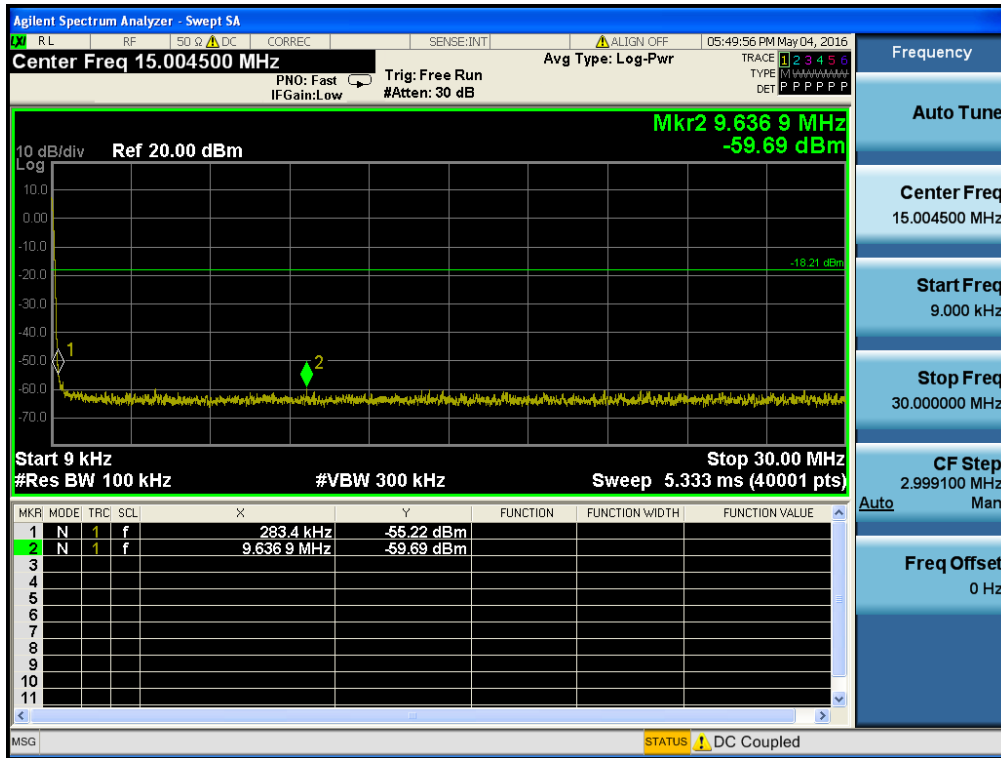 Agilent Spectrum Analyzer - Swept SA
LXI RL RF 50 Ω DC CORREC SENSE:INT ALIGN OFF 05:49:56 PM May 04, 2016
Center Freq 15.004500 MHz
PNO: Fast
IFGain:Low
Trig: Free Run
#Atten: 30 dB
Avg Type: Log-Pwr
TRACE 1 2 3 4 5 6
TYPE M WWWWW
DET P P P P P P
Mkr2 9.636 9 MHz
-59.69 dBm
10 dB/div Ref 20.00 dBm
Log
10.0
0.00
-10.0
-18.21 dBm
-20.0
-30.0
-40.0
-50.0
1
2
-60.0
-70.0
Start 9 kHz Stop 30.00 MHz
#Res BW 100 kHz #VBW 300 kHz Sweep 5.333 ms (40001 pts)
MKR MODE TRC SCL X Y FUNCTION FUNCTION WIDTH FUNCTION VALUE
1 N 1 f 283.4 kHz -55.22 dBm
2 N 1 f 9.636 9 MHz -59.69 dBm
3
4
5
6
7
8
9
10
11
MSG STATUS DC Coupled
Frequency
Auto Tune
Center Freq
15.004500 MHz
Start Freq
9.000 kHz
Stop Freq
30.000000 MHz
CF Step
2.999100 MHz
Auto Man
Freq Offset
0 Hz